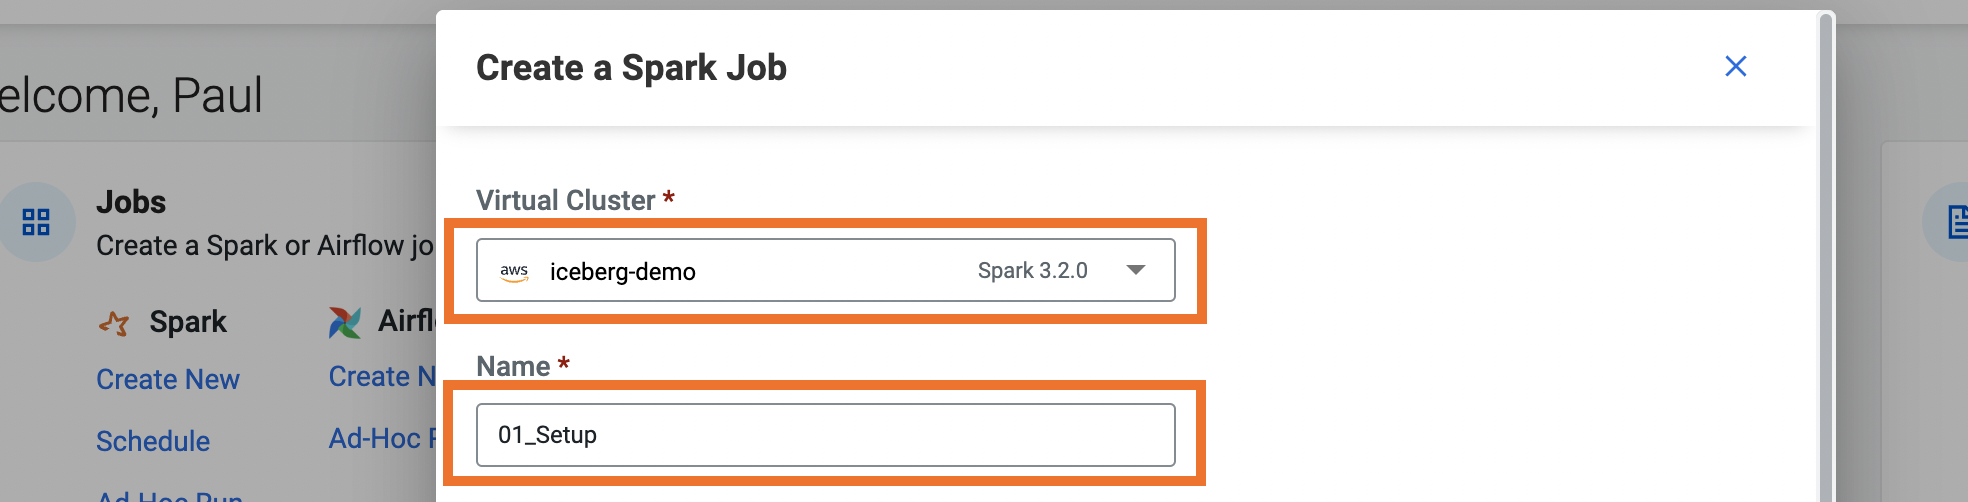 Create a Spark Job
elcome, Paul
Jobs
Create a Spark or Airflow jo
Spark
Create New
Schedule
Ad-Hoc Run
Airfl
Create N
Ad-Hoc R
Virtual Cluster *
aws iceberg-demo Spark 3.2.0
Name *
01_Setup